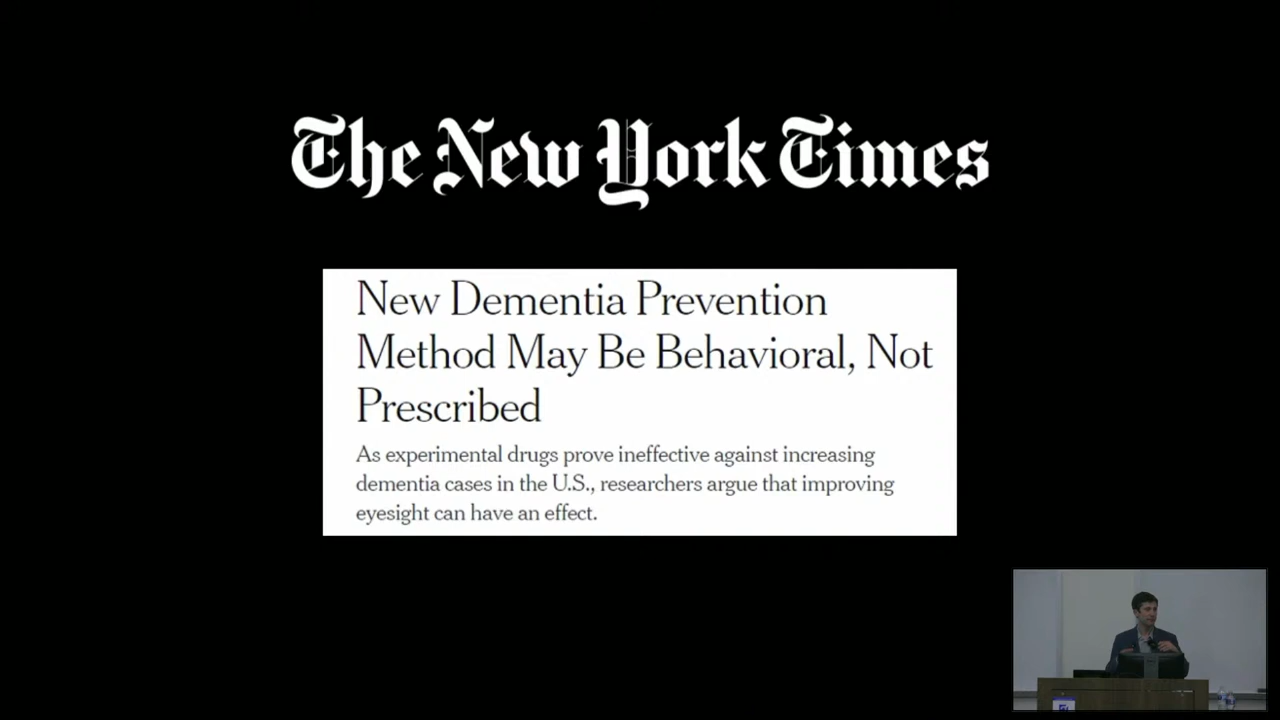 The New York Times
New Dementia Prevention
Method May Be Behavioral, Not
Prescribed
As experimental drugs prove ineffective against increasing
dementia cases in the U.S., researchers argue that improving
eyesight can have an effect.